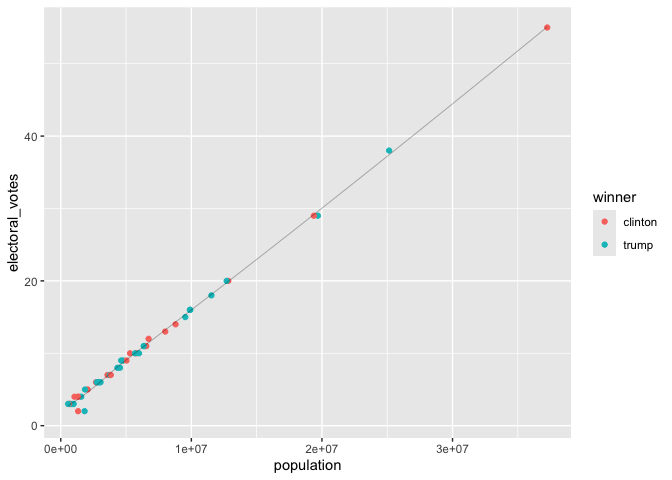 electoral_votes
40
20
0
0e+00
1e+07
2e+07
3e+07
population
winner
clinton
trump